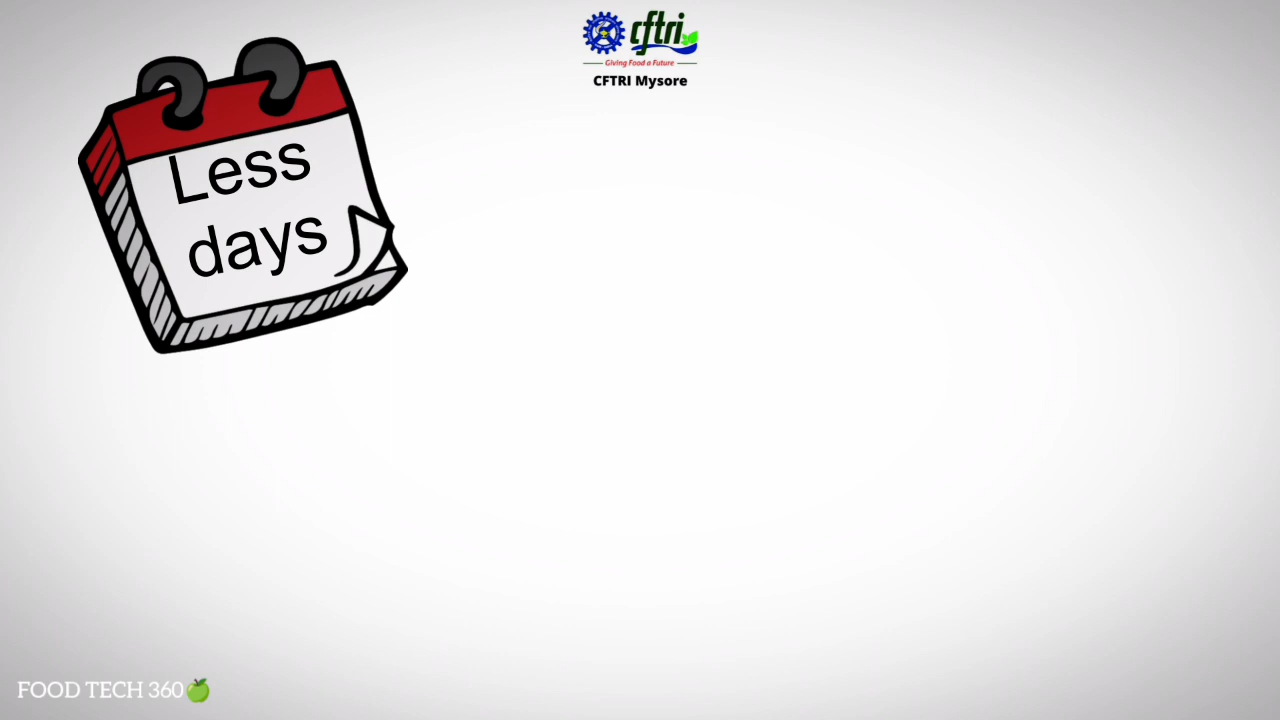 cftri
Giving Food a Future
CFTRI Mysore
Less
days
FOOD TECH 360🍏